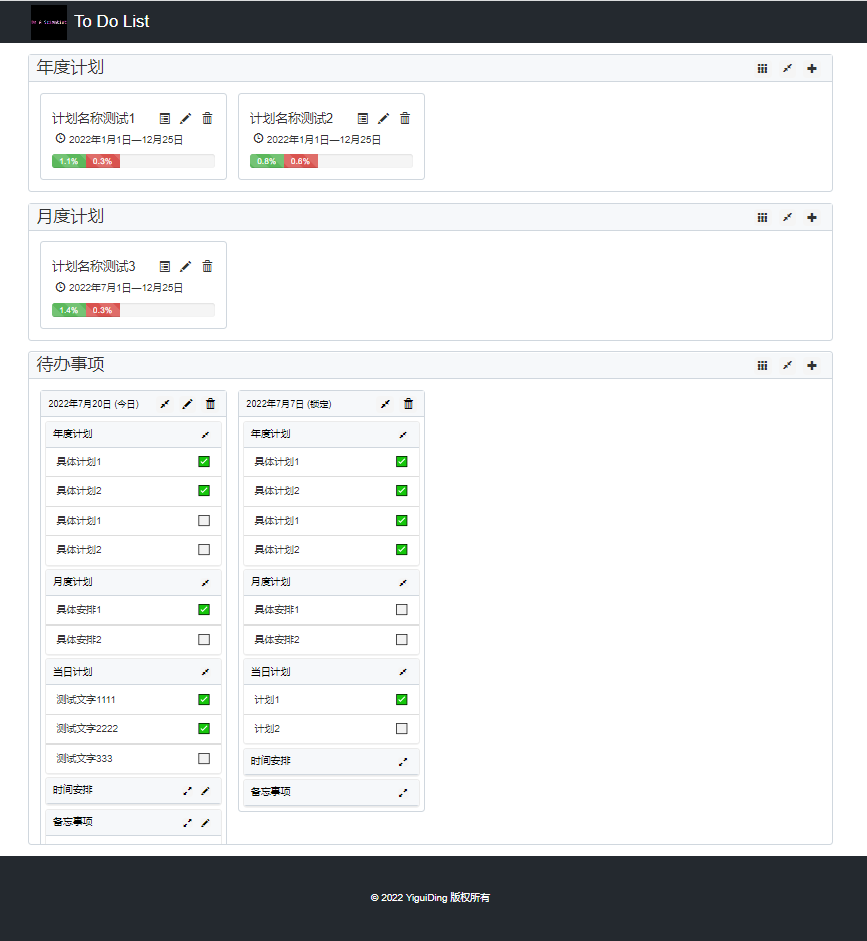 To Do List
年度计划
计划名称测试1
2022年1月1日—12月25日
1.1% 0.3%
计划名称测试2
2022年1月1日—12月25日
0.8% 0.6%
月度计划
计划名称测试3
2022年7月1日—12月25日
1.4% 0.3%
待办事项
2022年7月20日 (今日)
年度计划
具体计划1
具体计划2
具体计划1
具体计划2
月度计划
具体安排1
具体安排2
当日计划
测试文字1111
测试文字2222
测试文字333
时间安排
备忘事项
2022年7月7日 (锁定)
年度计划
具体计划1
具体计划2
具体计划1
具体计划2
月度计划
具体安排1
具体安排2
当日计划
计划1
计划2
时间安排
备忘事项
© 2022 YiguiDing 版权所有